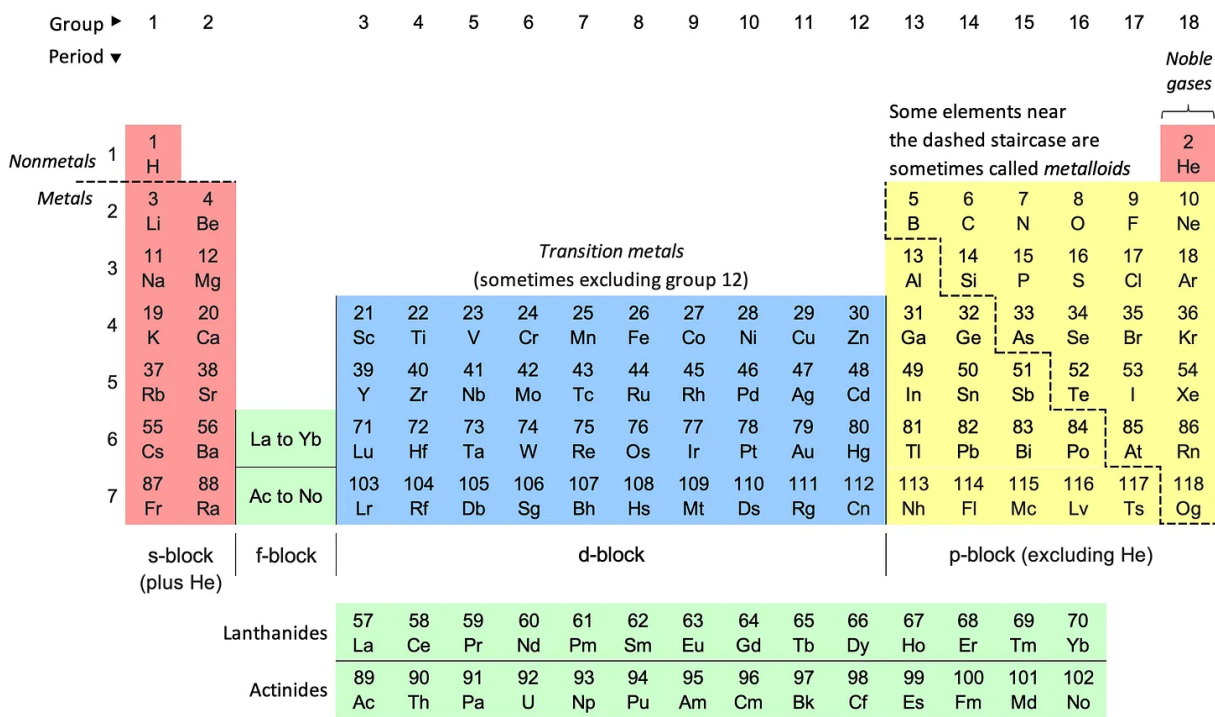 Group ▶ 1 2 3 4 5 6 7 8 9 10 11 12 13 14 15 16 17 18
Period ▼
Noble
gases
Some elements near
the dashed staircase are
sometimes called metalloids
Nonmetals 1
1 2
H He
Metals
2
3 4 5 6 7 8 9 10
Li Be B C N O F Ne
Transition metals
(sometimes excluding group 12)
3
11 12 13 14 15 16 17 18
Na Mg Al Si P S Cl Ar
4
19 20 21 22 23 24 25 26 27 28 29 30 31 32 33 34 35 36
K Ca Sc Ti V Cr Mn Fe Co Ni Cu Zn Ga Ge As Se Br Kr
5
37 38 39 40 41 42 43 44 45 46 47 48 49 50 51 52 53 54
Rb Sr Y Zr Nb Mo Tc Ru Rh Pd Ag Cd In Sn Sb Te I Xe
6
55 56 La to Yb 71 72 73 74 75 76 77 78 79 80 81 82 83 84 85 86
Cs Ba Lu Hf Ta W Re Os Ir Pt Au Hg Tl Pb Bi Po At Rn
7
87 88 Ac to No 103 104 105 106 107 108 109 110 111 112 113 114 115 116 117 118
Fr Ra Lr Rf Db Sg Bh Hs Mt Ds Rg Cn Nh Fl Mc Lv Ts Og
s-block f-block d-block p-block (excluding He)
(plus He)
Lanthanides
57 58 59 60 61 62 63 64 65 66 67 68 69 70
La Ce Pr Nd Pm Sm Eu Gd Tb Dy Ho Er Tm Yb
Actinides
89 90 91 92 93 94 95 96 97 98 99 100 101 102
Ac Th Pa U Np Pu Am Cm Bk Cf Es Fm Md No